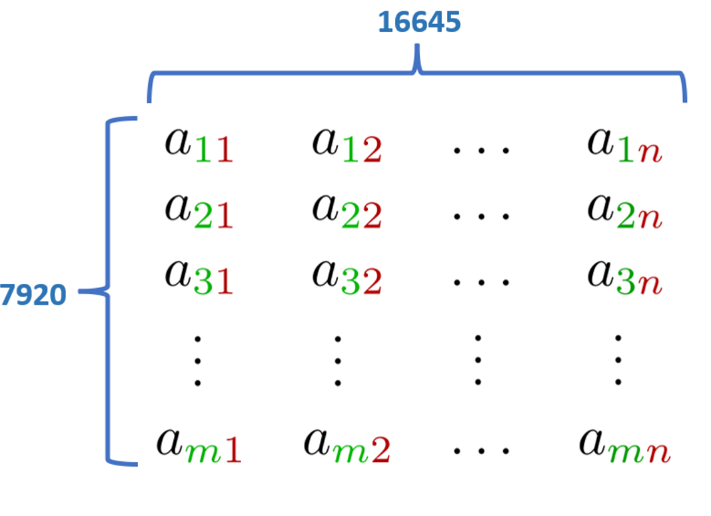 16645
a11 a12 ... a1n
a21 a22 ... a2n
a31 a32 ... a3n
7920
⋮ ⋮ ⋮ ⋮
am1 am2 ... amn